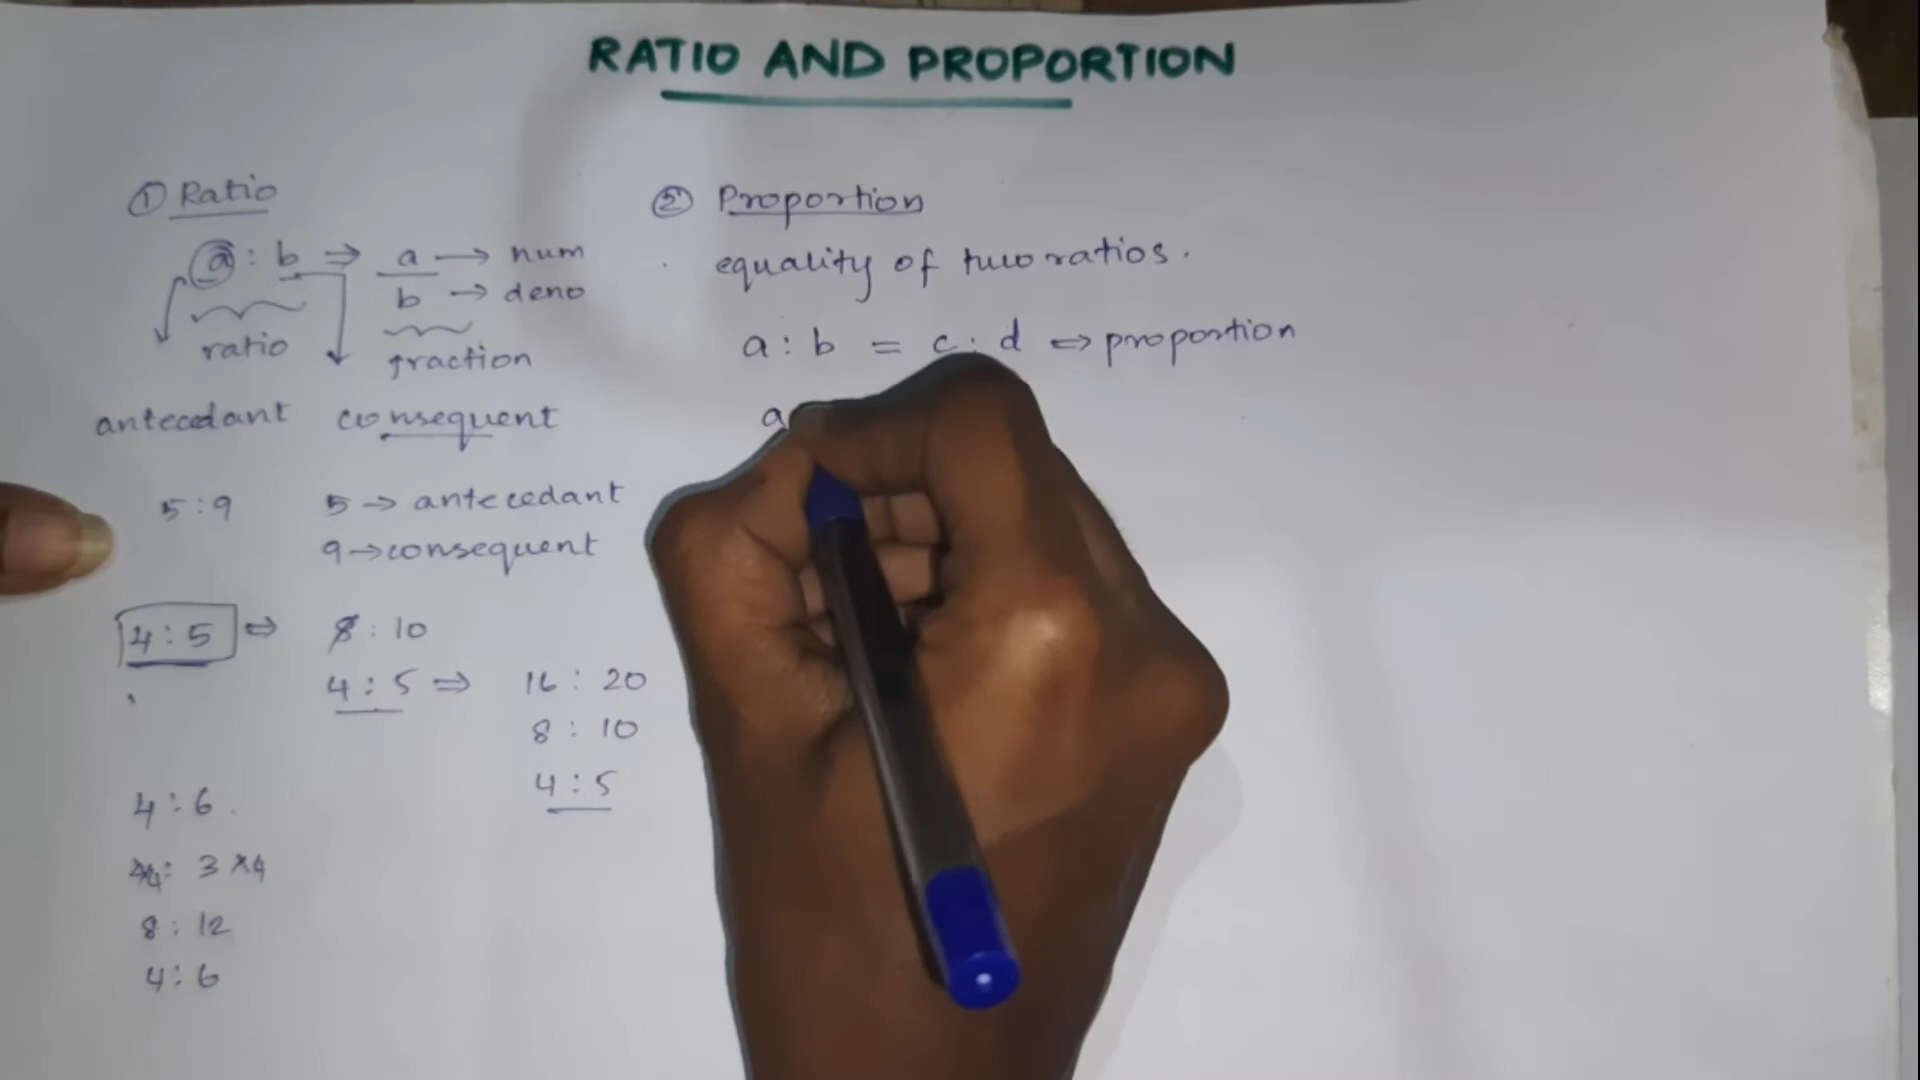 RATIO AND PROPORTION
① Ratio
a : b ⇒ a → num
b → deno
ratio
fraction
antecedant consequent
5 : 9 5 → antecedant
9 → consequent
4 : 5 ⇔ 8 : 10
4 : 5 ⇒ 16 : 20
8 : 10
4 : 5
4 : 6
3 × 4
8 : 12
4 : 6
② Proportion
equality of two ratios.
a : b = c : d ⇔ proportion
a